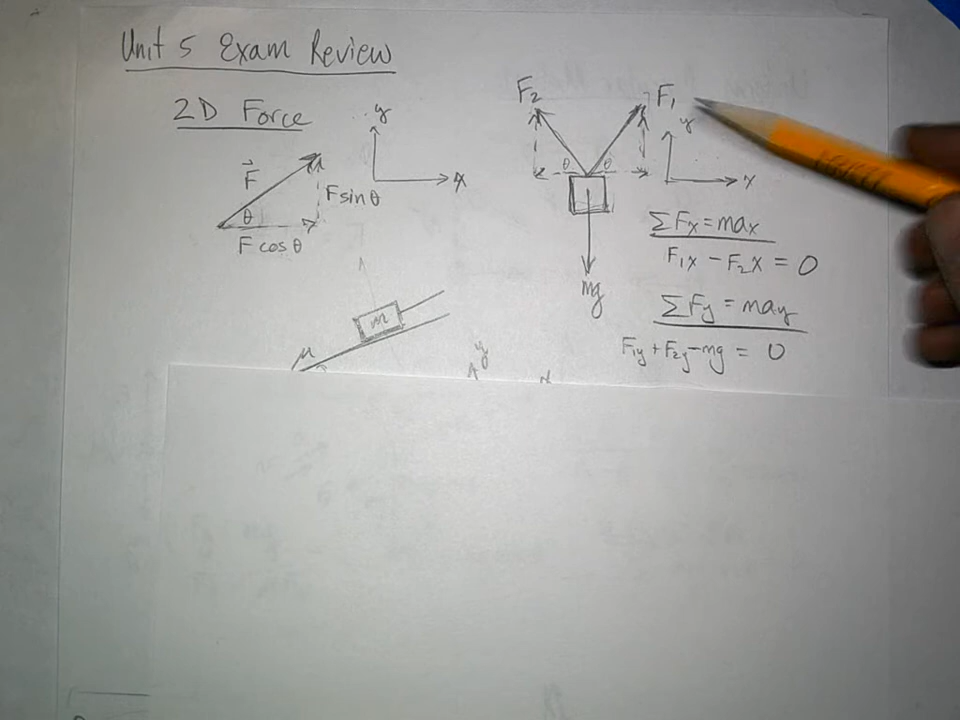 Unit 5 Exam Review
2D Force
y
x
F⃗
θ
F sin θ
F cos θ
F₂
F₁
θ
θ
y
x
mg
ΣFx = max
F₁x − F₂x = 0
ΣFy = may
F₁y + F₂y − mg = 0
m
μ
y